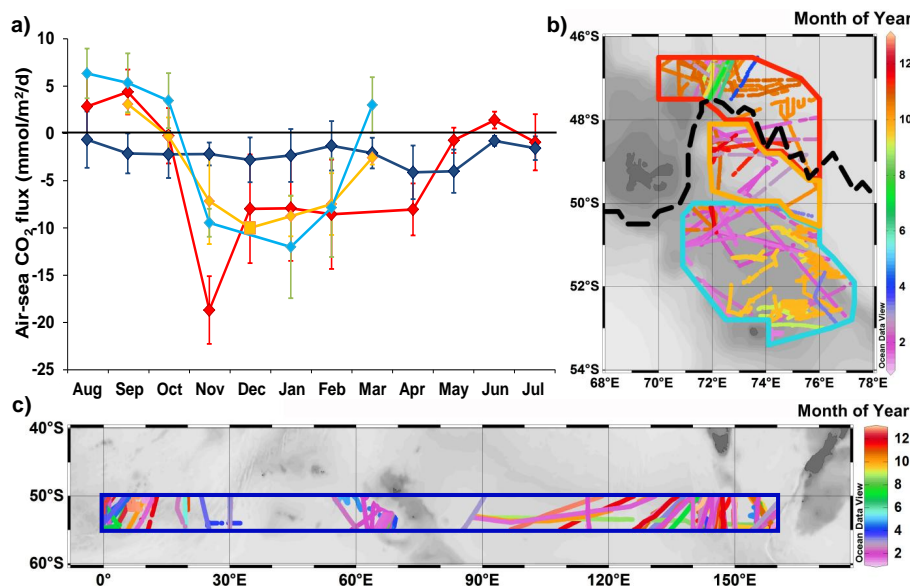 a)
Air-sea CO₂ flux (mmol/m²/d)
10
5
0
-5
-10
-15
-20
-25
Aug Sep Oct Nov Dec Jan Feb Mar Apr May Jun Jul
b)
Month of Year
46°S
48°S
50°S
52°S
54°S
68°E 70°E 72°E 74°E 76°E 78°E
Ocean Data View
12
10
8
6
4
2
c)
Month of Year
40°S
50°S
60°S
0° 30°E 60°E 90°E 120°E 150°E
Ocean Data View
12
10
8
6
4
2